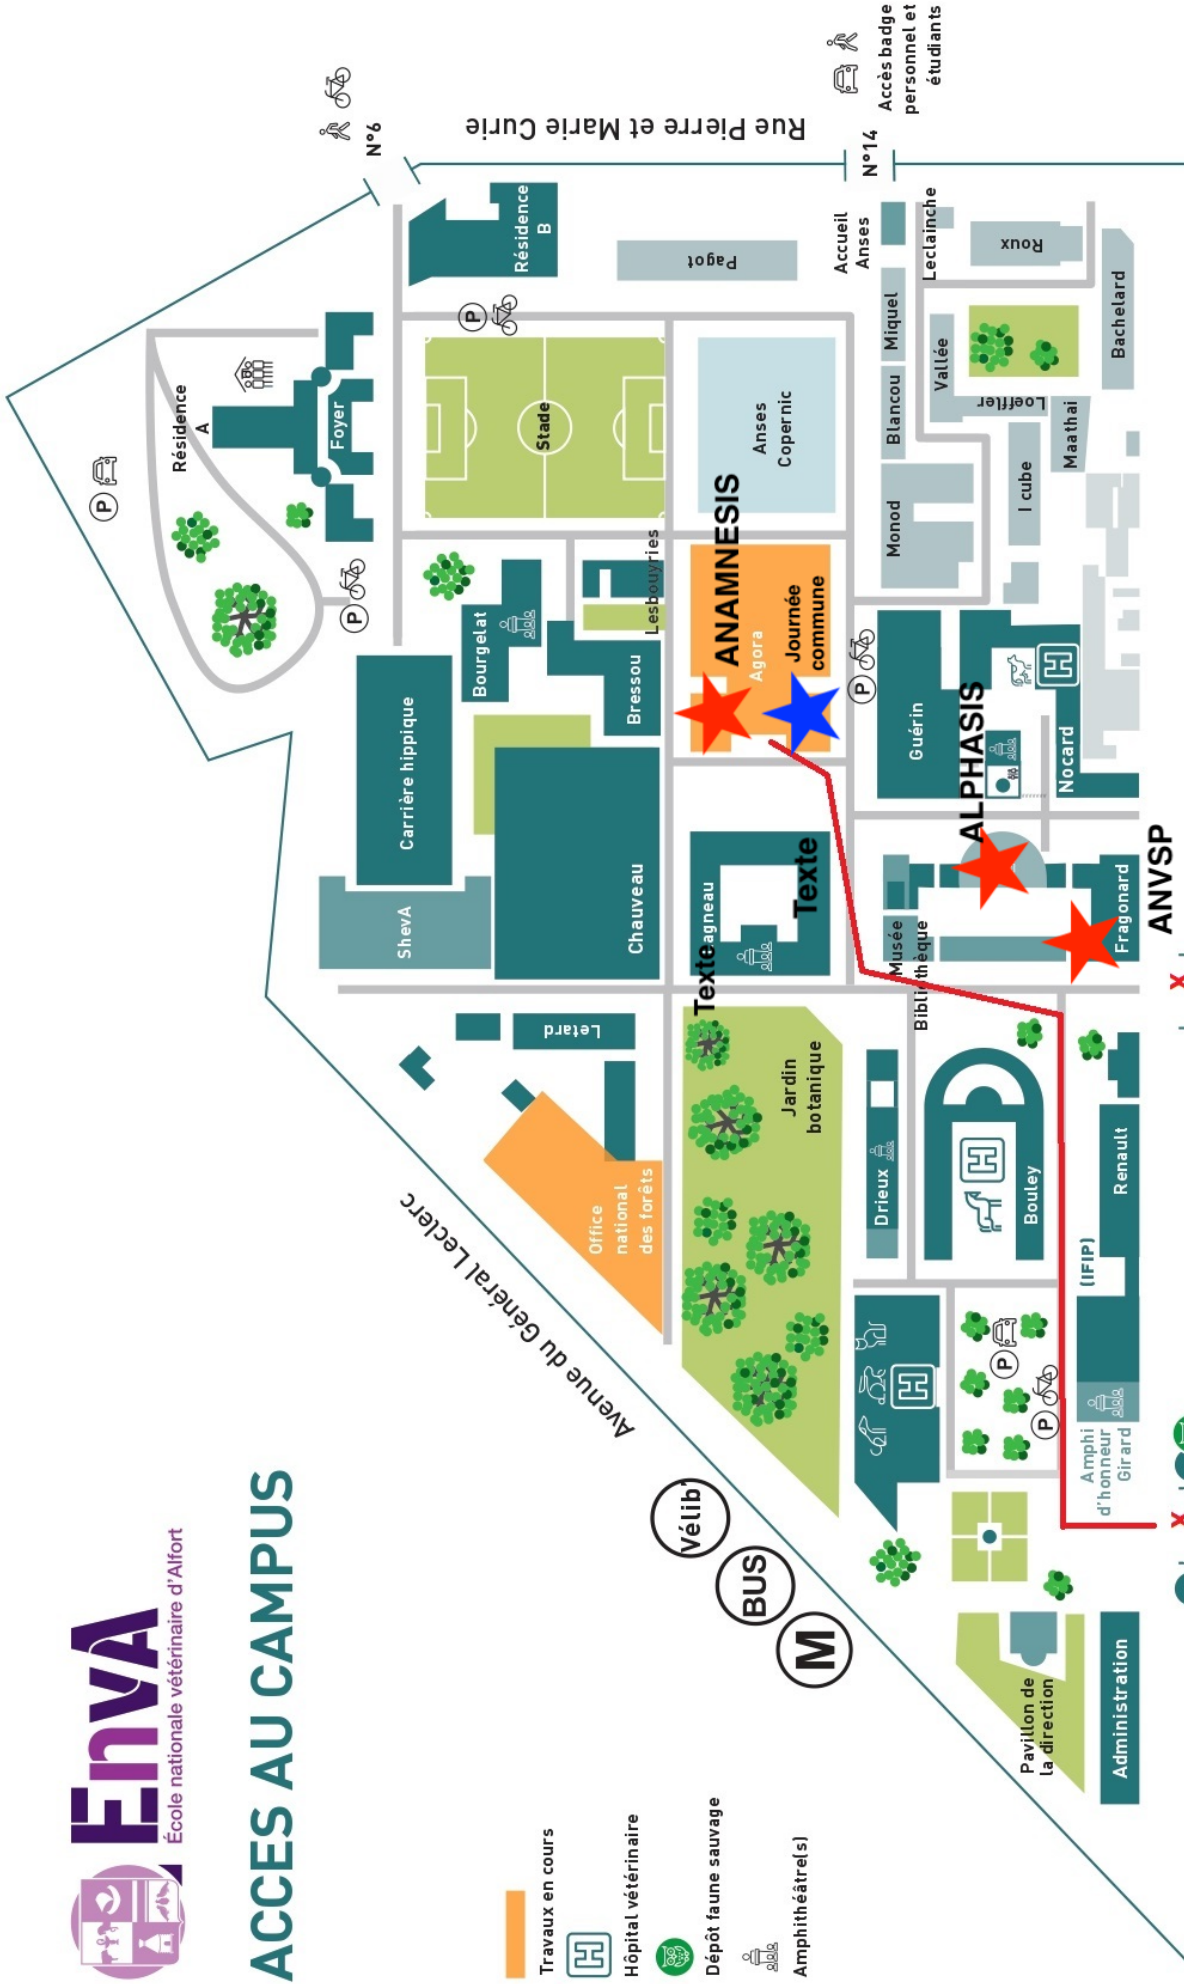 EnvA
École nationale vétérinaire d'Alfort
ACCES AU CAMPUS
Travaux en cours
Hôpital vétérinaire
Dépôt faune sauvage
Amphithéâtre(s)
H
Avenue du Général Leclerc
Vélib'
BUS
M
Rue Pierre et Marie Curie
N°6
N°14
Accès badge
personnel et
étudiants
P
Résidence
A
Foyer
P
P
Résidence
B
Pagot
Accueil
Anses
Leclainche
Roux
Bachelard
Miquel
Vallée
Loeffler
Blancou
Maathai
I cube
Monod
Stade
Anses
Copernic
Carrière hippique
ShevA
Bourgelat
Bressou
Lesbouyries
Chauveau
ANAMNESIS
Agora
Journée
commune
P
Guérin
H
Nocard
ALPHASIS
Fragonard
ANVSP
Musée
Bibliothèque
agneau
Texte
Texte
Letard
Office
national
des forêts
Jardin
botanique
Drieux
H
Bouley
Renault
(IFIP)
H
P
P
Amphi
d'honneur
Girard
Pavillon de
la direction
Administration
X
X